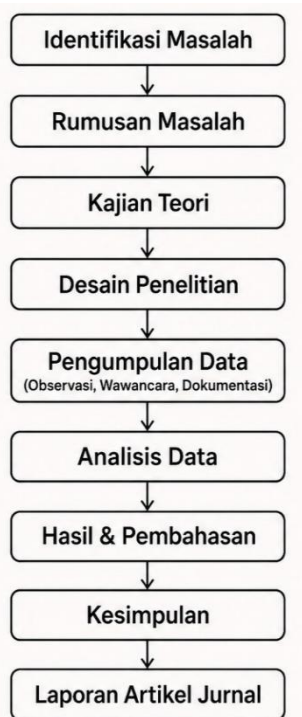 Identifikasi Masalah
Rumusan Masalah
Kajian Teori
Desain Penelitian
Pengumpulan Data
(Observasi, Wawancara, Dokumentasi)
Analisis Data
Hasil & Pembahasan
Kesimpulan
Laporan Artikel Jurnal